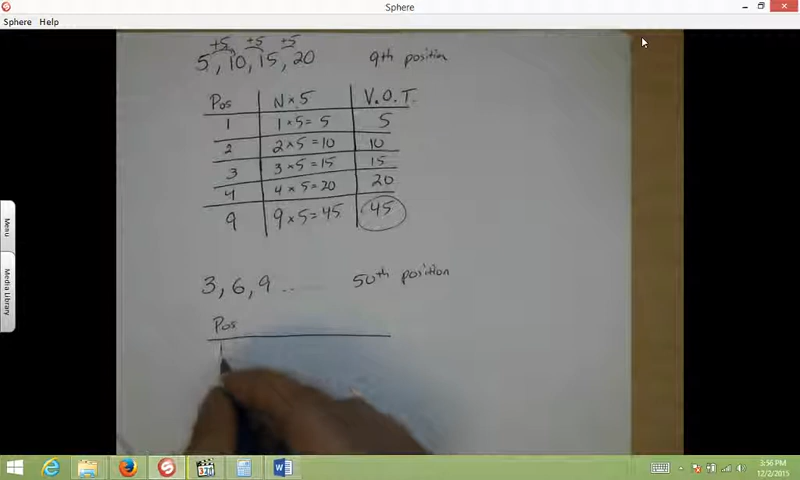 Sphere
Sphere Help
+5 +5 +5
5, 10, 15, 20 9th position
Pos N × 5 V.O.T.
1 1 × 5 = 5 5
2 2 × 5 = 10 10
3 3 × 5 = 15 15
4 4 × 5 = 20 20
9 9 × 5 = 45 45
3, 6, 9 ... 50th position
Pos
1
Menu
Media Library
3:56 PM
12/2/2015